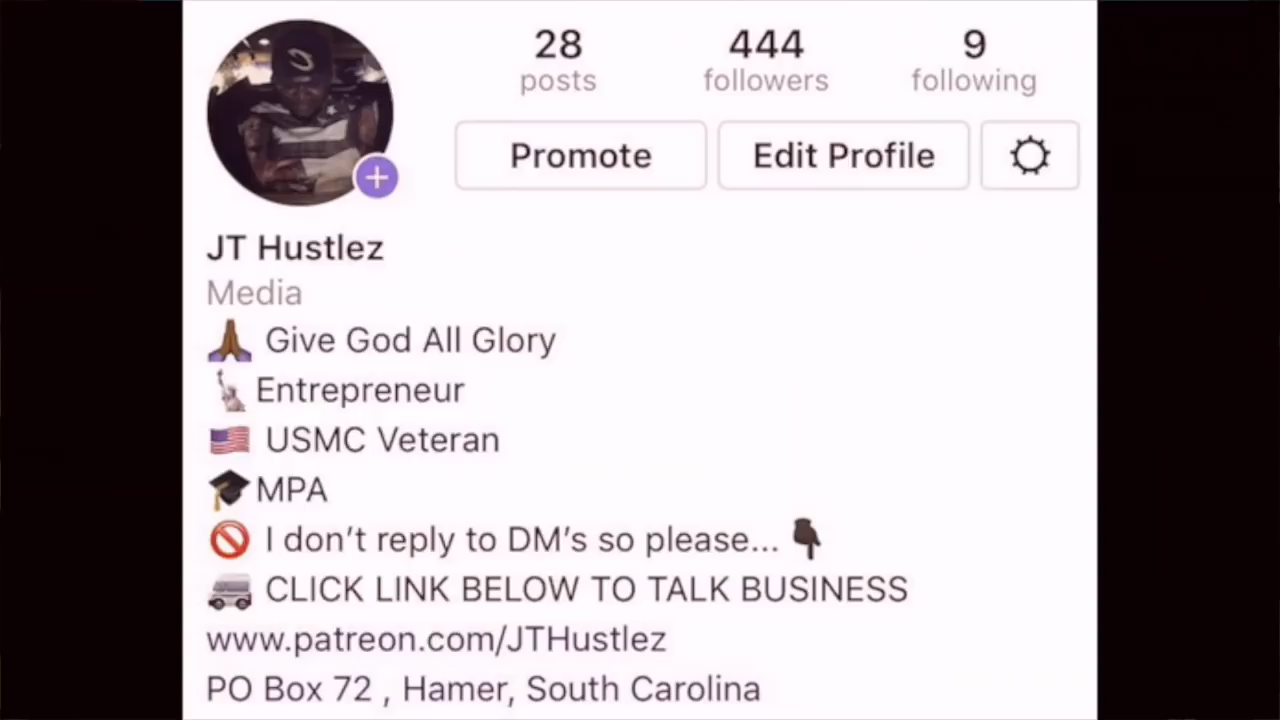 28 444 9
posts followers following
Promote Edit Profile
JT Hustlez
Media
🙏🏾 Give God All Glory
🗽Entrepreneur
🇺🇸 USMC Veteran
🎓MPA
🚫 I don’t reply to DM’s so please... 👇🏿
🚐 CLICK LINK BELOW TO TALK BUSINESS
www.patreon.com/JTHustlez
PO Box 72 , Hamer, South Carolina